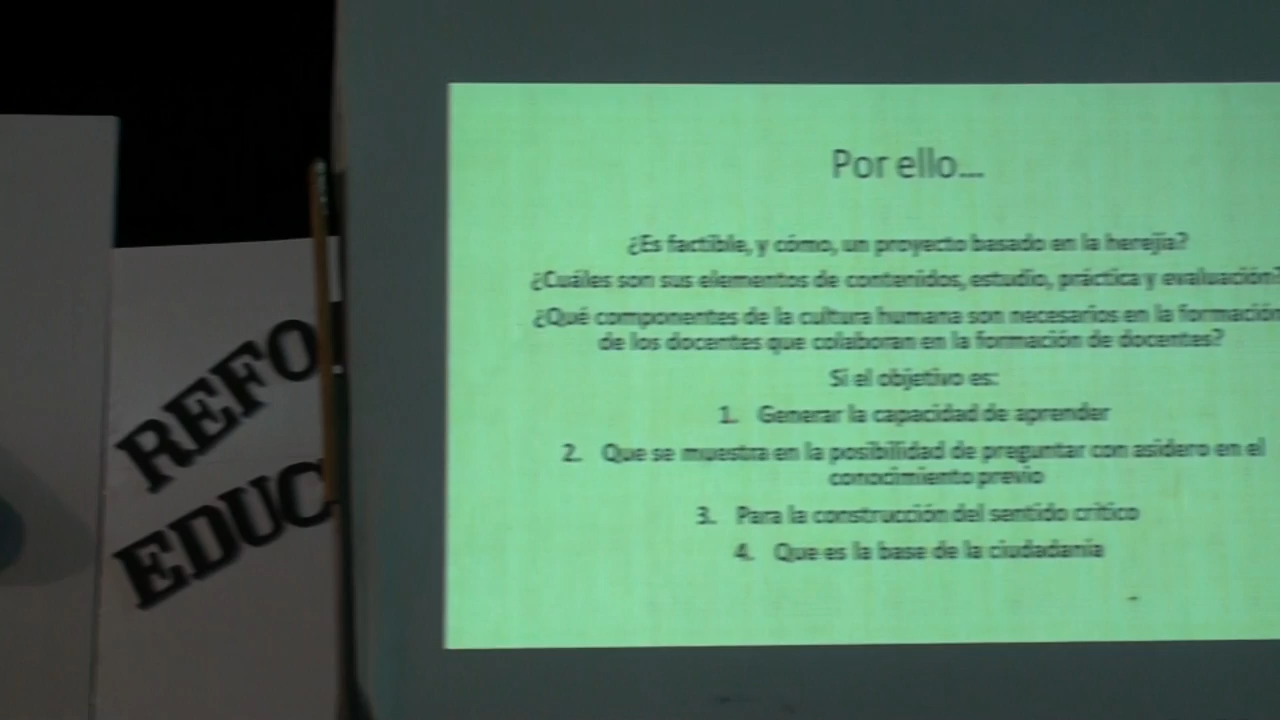 REFO
EDUC
Por ello...
¿Es factible, y cómo, un proyecto basado en la herejía?
¿Cuáles son sus elementos de contenidos, estudio, práctica y evaluación?
¿Qué componentes de la cultura humana son necesarios en la formación
de los docentes que colaboran en la formación de docentes?
Si el objetivo es:
1. Generar la capacidad de aprender
2. Que se muestra en la posibilidad de preguntar con asidero en el
conocimiento previo
3. Para la construcción del sentido crítico
4. Que es la base de la ciudadanía